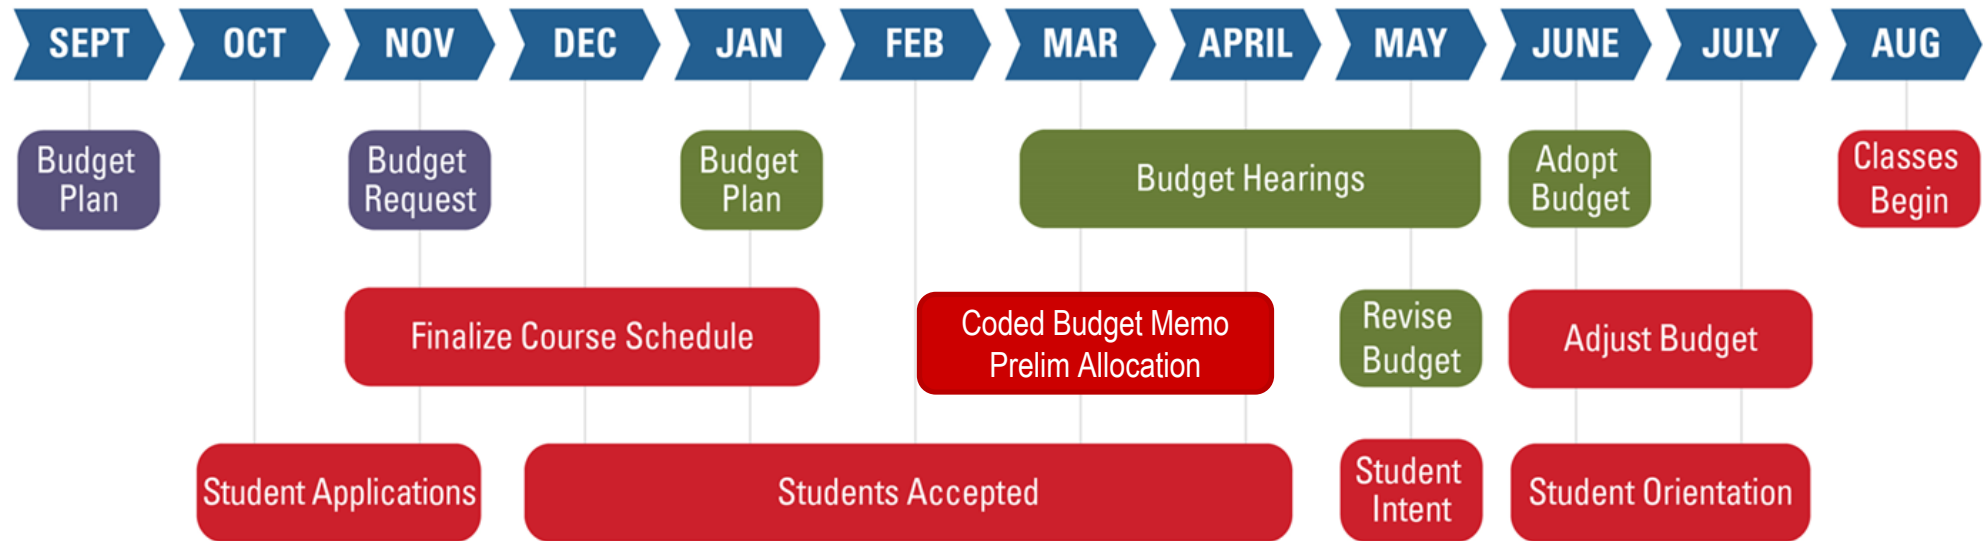 SEPT OCT NOV DEC JAN FEB MAR APRIL MAY JUNE JULY AUG
Budget
Plan
Budget
Request
Budget
Plan
Budget Hearings
Adopt
Budget
Classes
Begin
Finalize Course Schedule
Coded Budget Memo
Prelim Allocation
Revise
Budget
Adjust Budget
Student Applications
Students Accepted
Student
Intent
Student Orientation